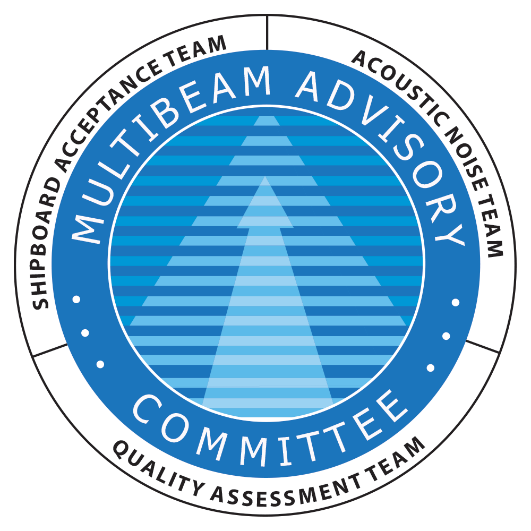 SHIPBOARD ACCEPTANCE TEAM
ACOUSTIC NOISE TEAM
MULTIBEAM ADVISORY
COMMITTEE
QUALITY ASSESSMENT TEAM